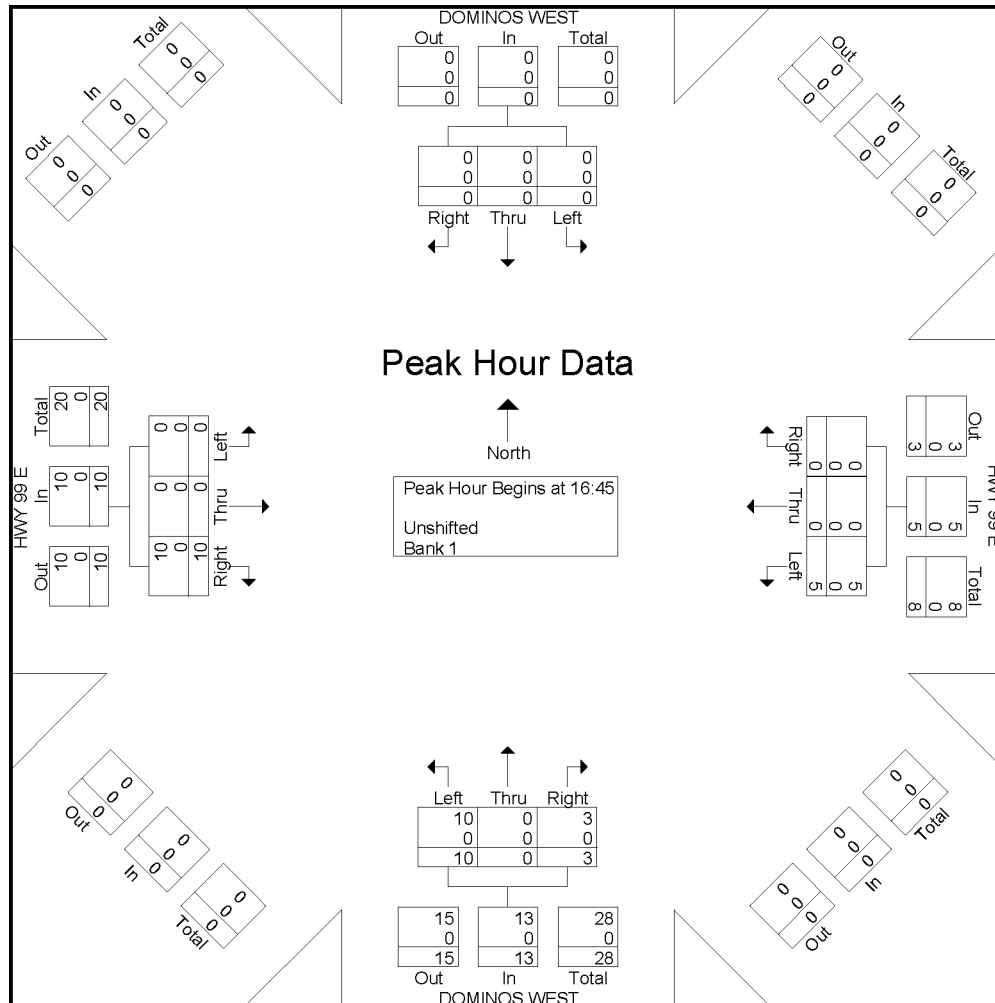 DOMINOS WEST
Out In Total
0 0 0
0 0 0
0 0 0
0 0 0
0 0 0
0 0 0
Right Thru Left
Out In Total
0 0 0
0 0 0
0 0 0
Out In Total
0 0 0
0 0 0
0 0 0
Peak Hour Data
North
Peak Hour Begins at 16:45
Unshifted
Bank 1
HWY 99 E
Out In Total
10 10 20
0 0 0
10 10 20
Left Thru Right
0 0 10
0 0 0
0 0 10
Right Thru Left
0 0 5
0 0 0
0 0 5
Out In Total
3 5 8
0 0 0
3 5 8
HWY 99 E
Left Thru Right
10 0 3
0 0 0
10 0 3
15 13 28
0 0 0
15 13 28
Out In Total
DOMINOS WEST
Out In Total
0 0 0
0 0 0
0 0 0
Out In Total
0 0 0
0 0 0
0 0 0